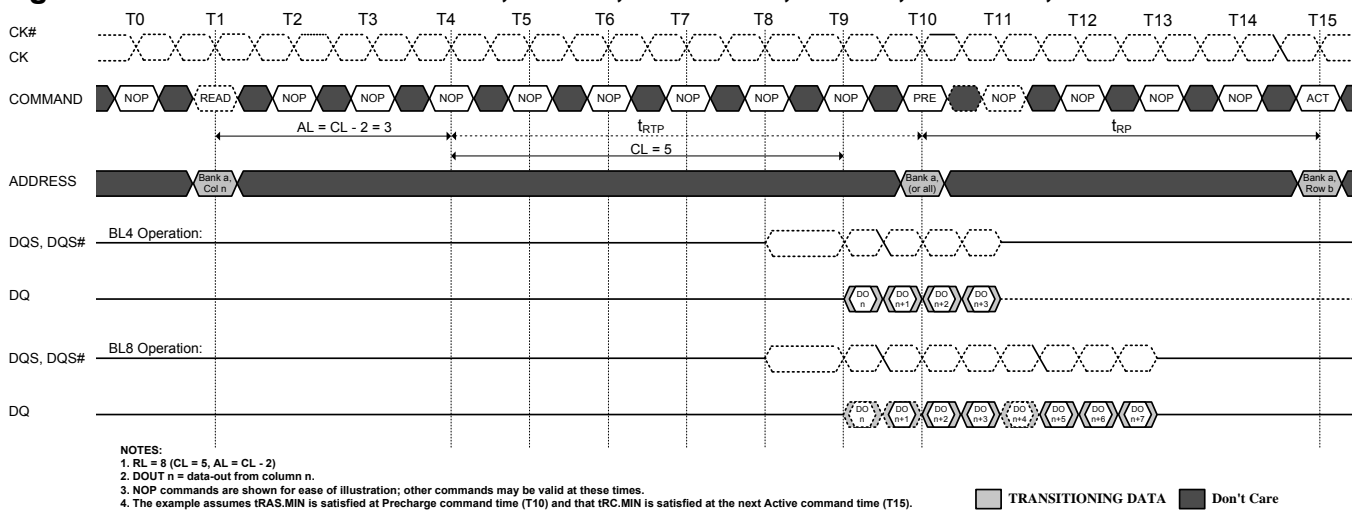 T0 T1 T2 T3 T4 T5 T6 T7 T8 T9 T10 T11 T12 T13 T14 T15
CK#
CK
COMMAND NOP READ NOP NOP NOP NOP NOP NOP NOP NOP PRE NOP NOP NOP NOP ACT
AL = CL - 2 = 3 tRTP tRP
CL = 5
ADDRESS Bank a, Col n Bank a, (or all) Bank a, Row b
BL4 Operation:
DQS, DQS#
DQ DO n DO n+1 DO n+2 DO n+3
BL8 Operation:
DQS, DQS#
DQ DO n DO n+1 DO n+2 DO n+3 DO n+4 DO n+5 DO n+6 DO n+7
NOTES:
1. RL = 8 (CL = 5, AL = CL - 2)
2. DOUT n = data-out from column n.
3. NOP commands are shown for ease of illustration; other commands may be valid at these times.
4. The example assumes tRAS.MIN is satisfied at Precharge command time (T10) and that tRC.MIN is satisfied at the next Active command time (T15).
TRANSITIONING DATA Don't Care